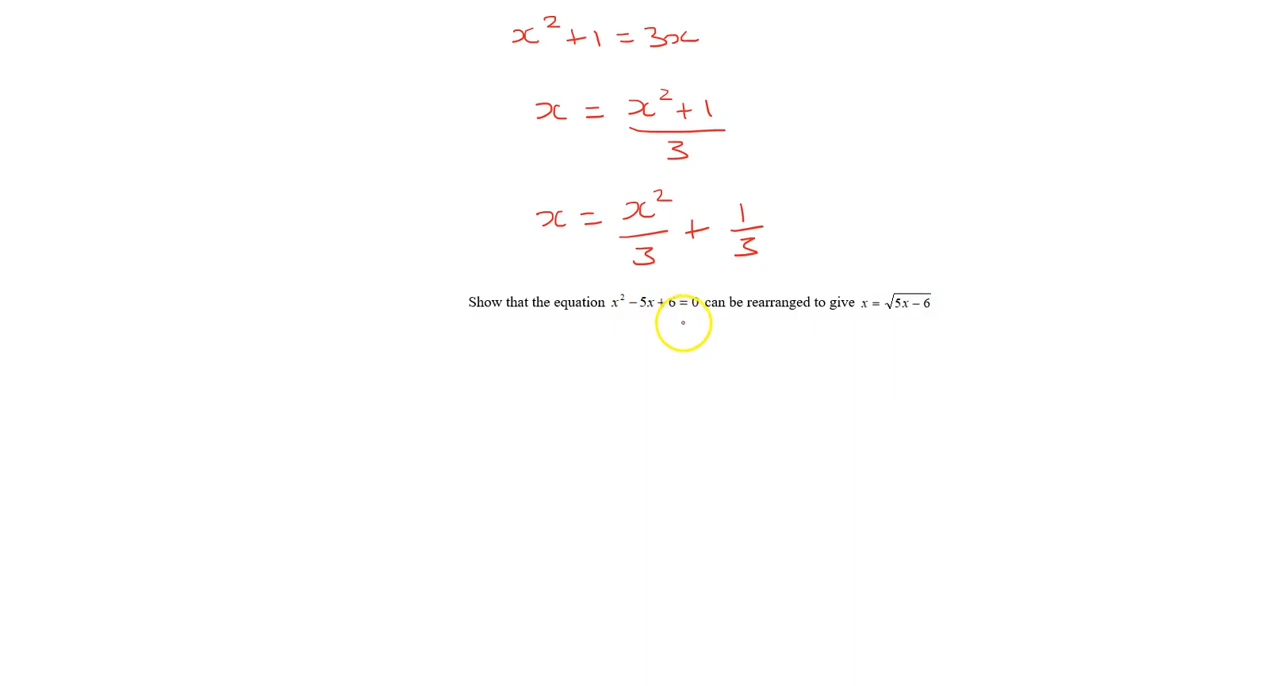 x² + 1 = 3x
x = (x² + 1)/3
x = x²/3 + 1/3
Show that the equation x² − 5x + 6 = 0 can be rearranged to give x = √(5x − 6)